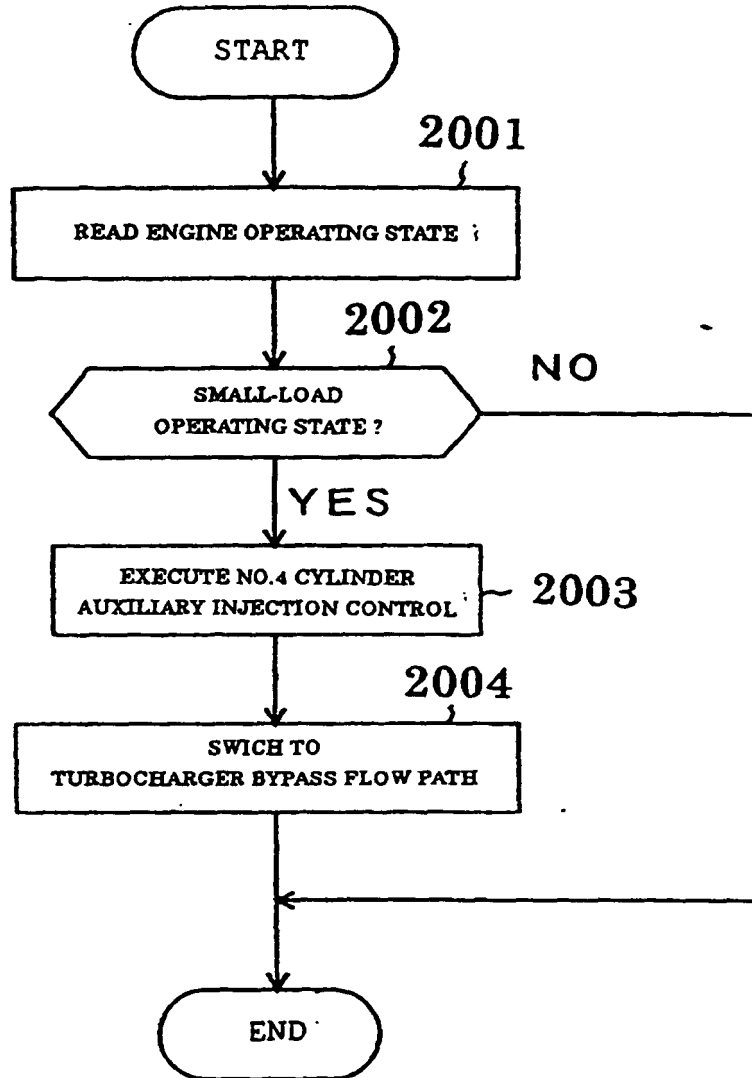 START
2001
READ ENGINE OPERATING STATE
2002
SMALL-LOAD
OPERATING STATE ?
NO
YES
EXECUTE NO.4 CYLINDER
AUXILIARY INJECTION CONTROL
2003
2004
SWICH TO
TURBOCHARGER BYPASS FLOW PATH
END